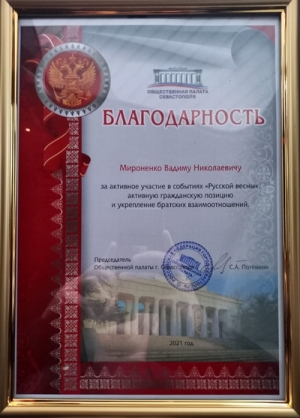 ОБЩЕСТВЕННАЯ ПАЛАТА
СЕВАСТОПОЛЯ
БЛАГОДАРНОСТЬ
Мироненко Вадиму Николаевичу
за активное участие в событиях «Русской весны»
активную гражданскую позицию
и укрепление братских взаимоотношений.
Председатель
Общественной палаты г. Севастополя
С.А.
2021 год